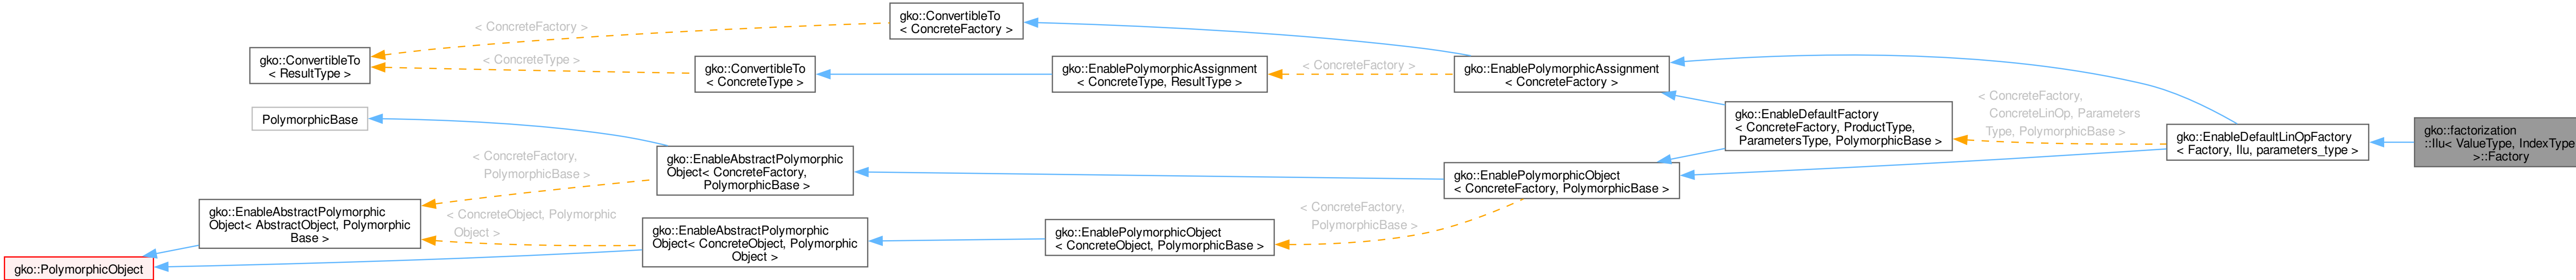 gko::ConvertibleTo
< ConcreteFactory >
< ConcreteFactory >
gko::ConvertibleTo
< ResultType >
< ConcreteType >
gko::ConvertibleTo
< ConcreteType >
gko::EnablePolymorphicAssignment
< ConcreteType, ResultType >
< ConcreteFactory >
gko::EnablePolymorphicAssignment
< ConcreteFactory >
PolymorphicBase
gko::EnableDefaultFactory
< ConcreteFactory, ProductType,
ParametersType, PolymorphicBase >
< ConcreteFactory,
ConcreteLinOp, Parameters
Type, PolymorphicBase >
gko::EnableDefaultLinOpFactory
< Factory, Ilu, parameters_type >
gko::factorization
::Ilu< ValueType, IndexType
>::Factory
< ConcreteFactory,
PolymorphicBase >
gko::EnableAbstractPolymorphic
Object< ConcreteFactory,
PolymorphicBase >
gko::EnablePolymorphicObject
< ConcreteFactory, PolymorphicBase >
gko::EnableAbstractPolymorphic
Object< AbstractObject, Polymorphic
Base >
< ConcreteObject, Polymorphic
Object >
gko::EnableAbstractPolymorphic
Object< ConcreteObject, Polymorphic
Object >
gko::EnablePolymorphicObject
< ConcreteObject, PolymorphicBase >
< ConcreteFactory,
PolymorphicBase >
gko::PolymorphicObject